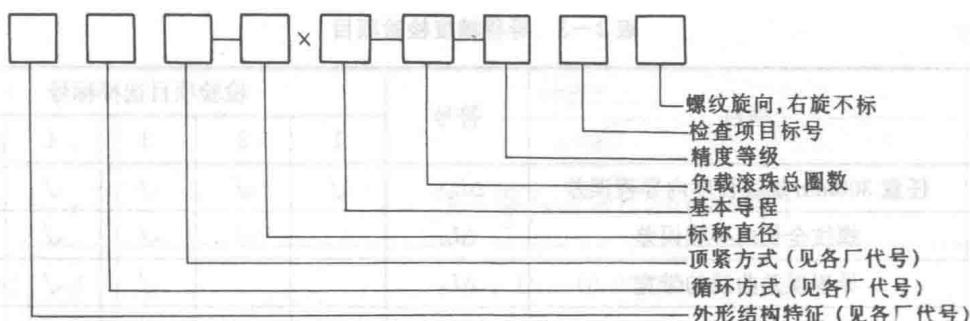 ×
螺纹旋向,右旋不标
检查项目标号
精度等级
负载滚珠总圈数
基本导程
标称直径
顶紧方式(见各厂代号)
循环方式(见各厂代号)
外形结构特征(见各厂代号)